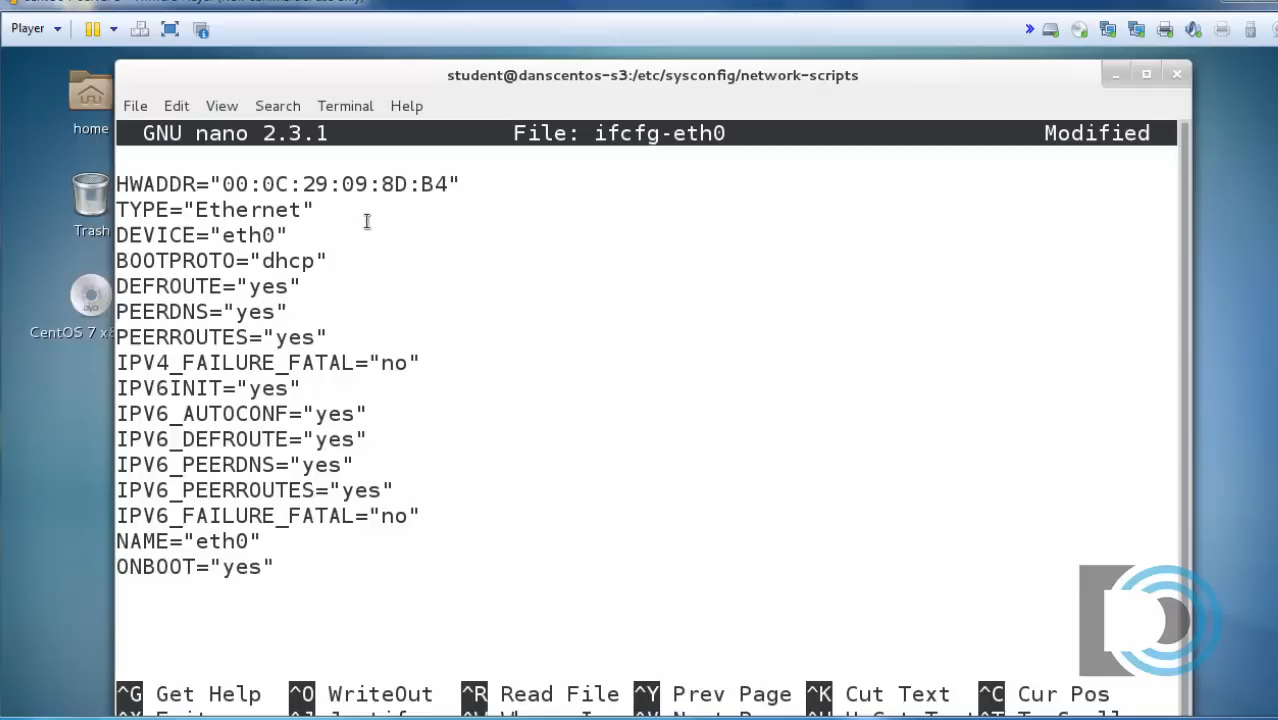 Player
student@danscentos-s3:/etc/sysconfig/network-scripts
File Edit View Search Terminal Help
GNU nano 2.3.1 File: ifcfg-eth0 Modified
HWADDR="00:0C:29:09:8D:B4"
TYPE="Ethernet"
DEVICE="eth0"
BOOTPROTO="dhcp"
DEFROUTE="yes"
PEERDNS="yes"
PEERROUTES="yes"
IPV4_FAILURE_FATAL="no"
IPV6INIT="yes"
IPV6_AUTOCONF="yes"
IPV6_DEFROUTE="yes"
IPV6_PEERDNS="yes"
IPV6_PEERROUTES="yes"
IPV6_FAILURE_FATAL="no"
NAME="eth0"
ONBOOT="yes"
^G Get Help ^O WriteOut ^R Read File ^Y Prev Page ^K Cut Text ^C Cur Pos
home
Trash
CentOS 7 x8